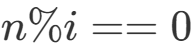 n%i == 0